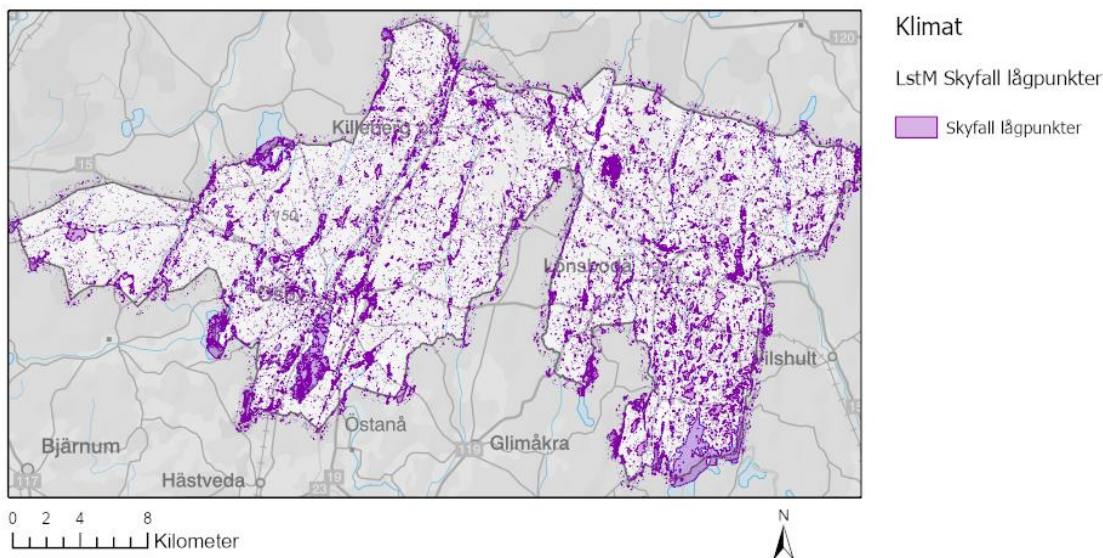 Klimat
LstM Skyfall lågpunkter
Skyfall lågpunkter
120
Killeberg
15
150
Lönsboda
Osby
Vilshult
Östanå
Bjärnum
Glimåkra
119
15
117
Hästveda
19
23
0 2 4 8
Kilometer
N